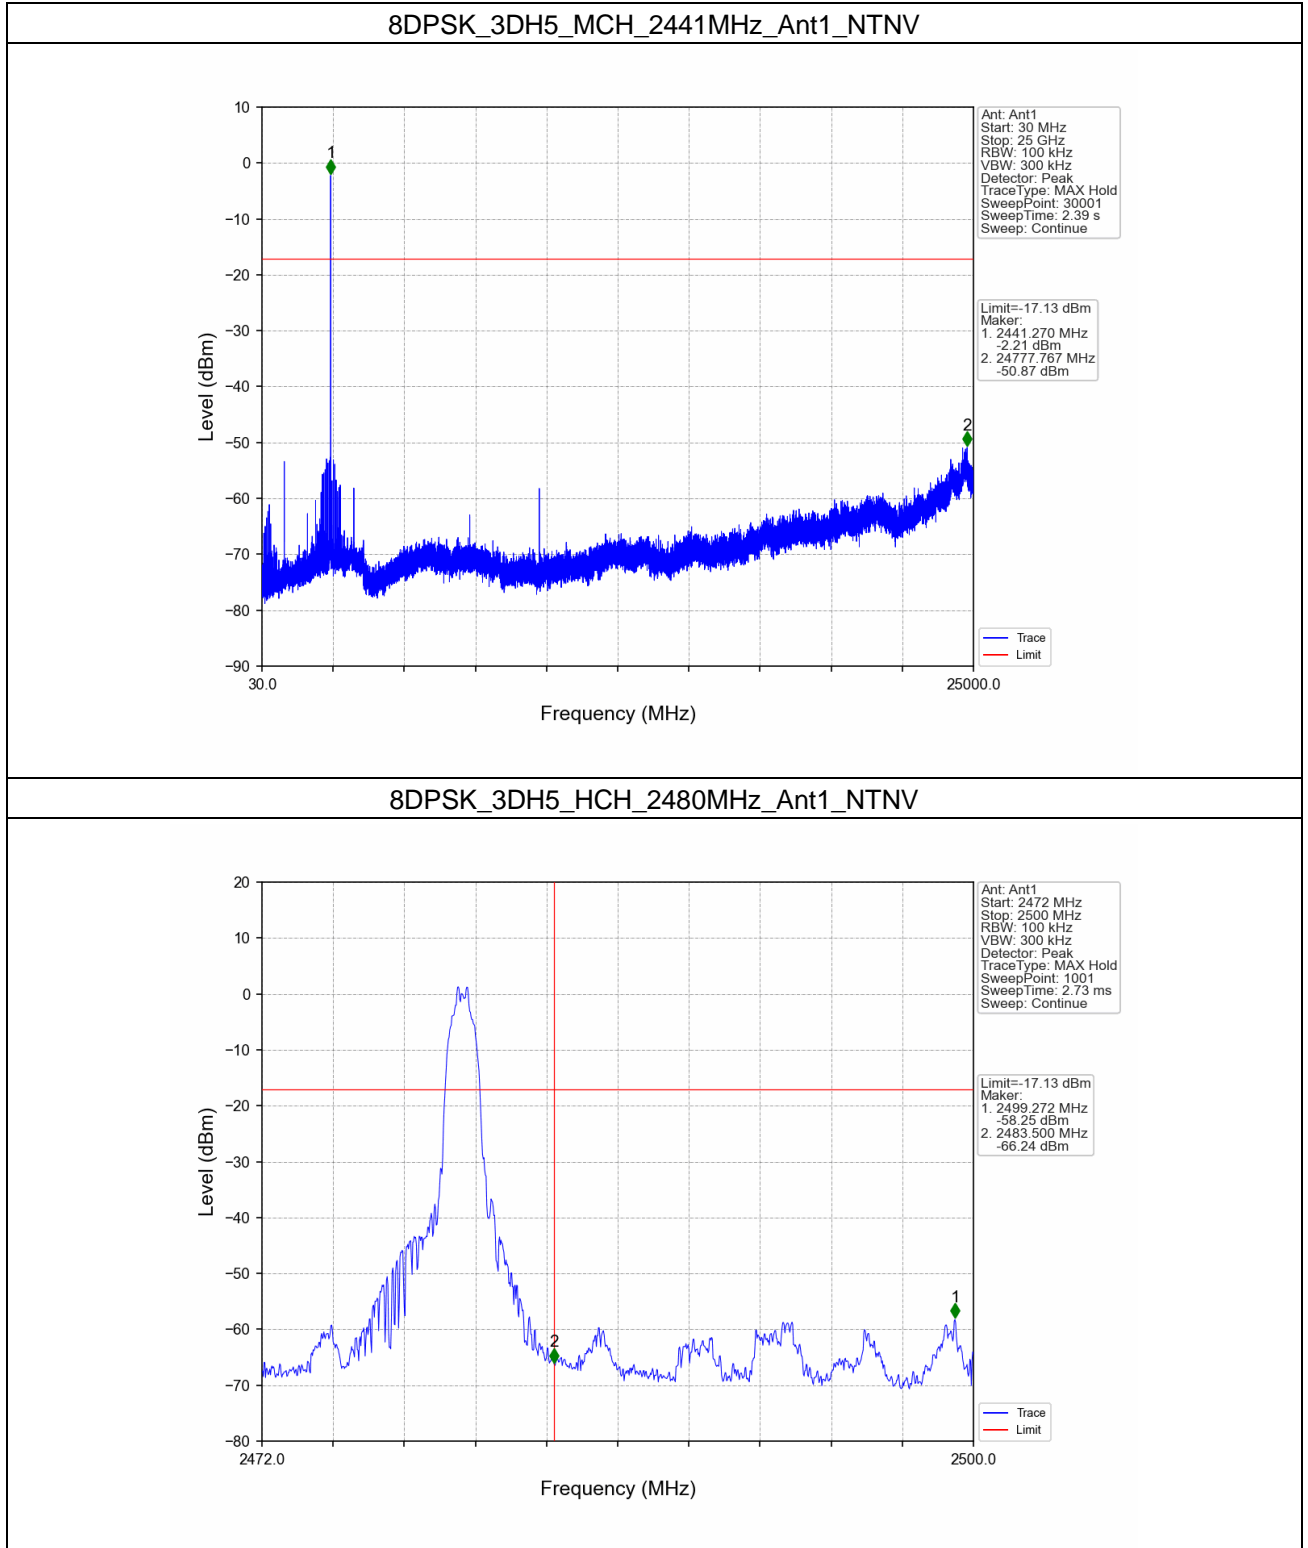 8DPSK_3DH5_MCH_2441MHz_Ant1_NTNV
10
0
−10
−20
−30
−40
−50
−60
−70
−80
−90
Level (dBm)
1
2
30.0
25000.0
Frequency (MHz)
Ant: Ant1
Start: 30 MHz
Stop: 25 GHz
RBW: 100 kHz
VBW: 300 kHz
Detector: Peak
TraceType: MAX Hold
SweepPoint: 30001
SweepTime: 2.39 s
Sweep: Continue
Limit=-17.13 dBm
Maker:
1. 2441.270 MHz
-2.21 dBm
2. 24777.767 MHz
-50.87 dBm
Trace
Limit
8DPSK_3DH5_HCH_2480MHz_Ant1_NTNV
20
10
0
−10
−20
−30
−40
−50
−60
−70
−80
Level (dBm)
1
2
2472.0
2500.0
Frequency (MHz)
Ant: Ant1
Start: 2472 MHz
Stop: 2500 MHz
RBW: 100 kHz
VBW: 300 kHz
Detector: Peak
TraceType: MAX Hold
SweepPoint: 1001
SweepTime: 2.73 ms
Sweep: Continue
Limit=-17.13 dBm
Maker:
1. 2499.272 MHz
-58.25 dBm
2. 2483.500 MHz
-66.24 dBm
Trace
Limit